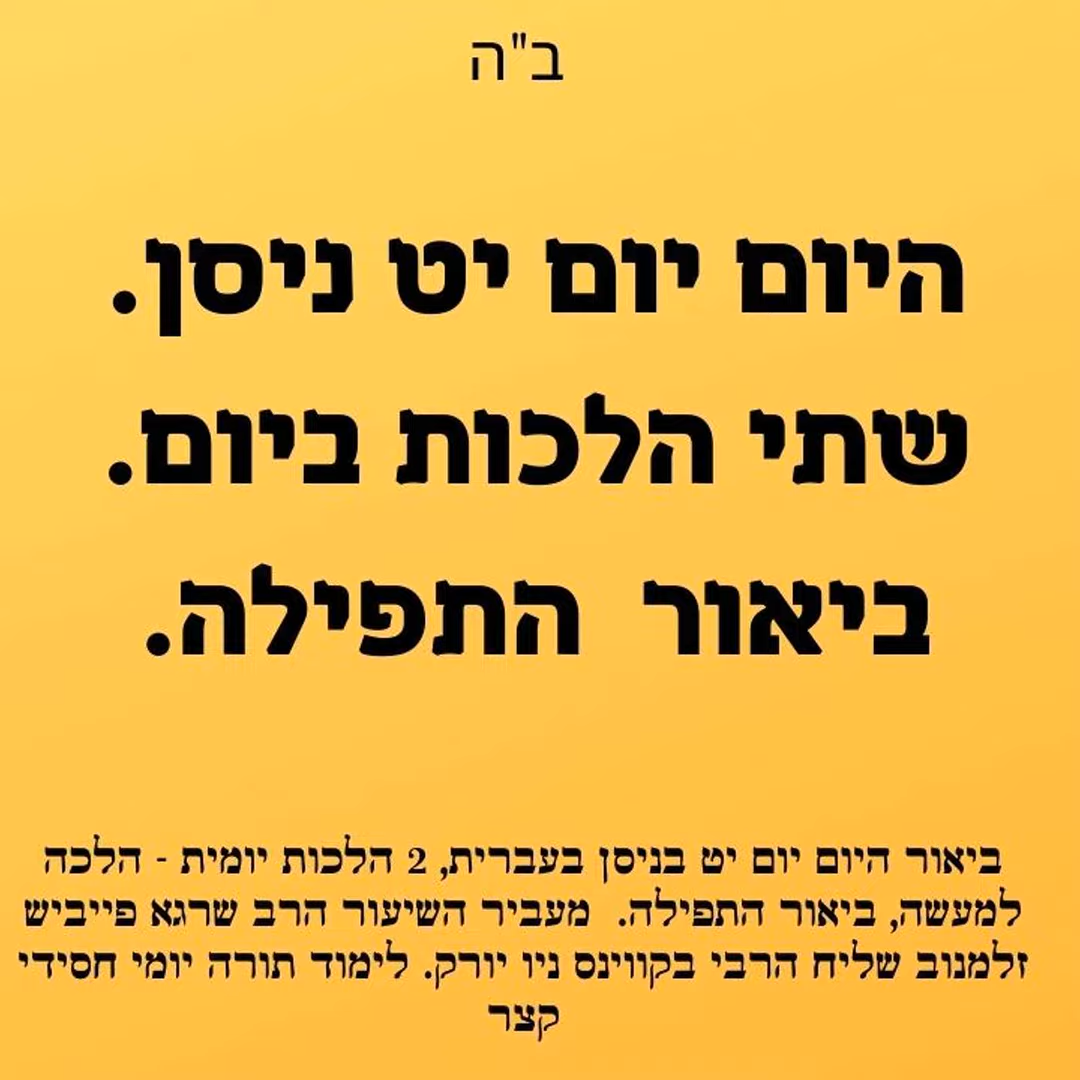 ב"ה
היום יום יט ניסן.
שתי הלכות ביום.
ביאור התפילה.
ביאור היום יום יט בניסן בעברית, 2 הלכות יומית - הלכה
למעשה, ביאור התפילה. מעביר השיעור הרב שרגא פייביש
זלמנוב שליח הרבי בקווינס ניו יורק. לימוד תורה יומי חסידי
קצר